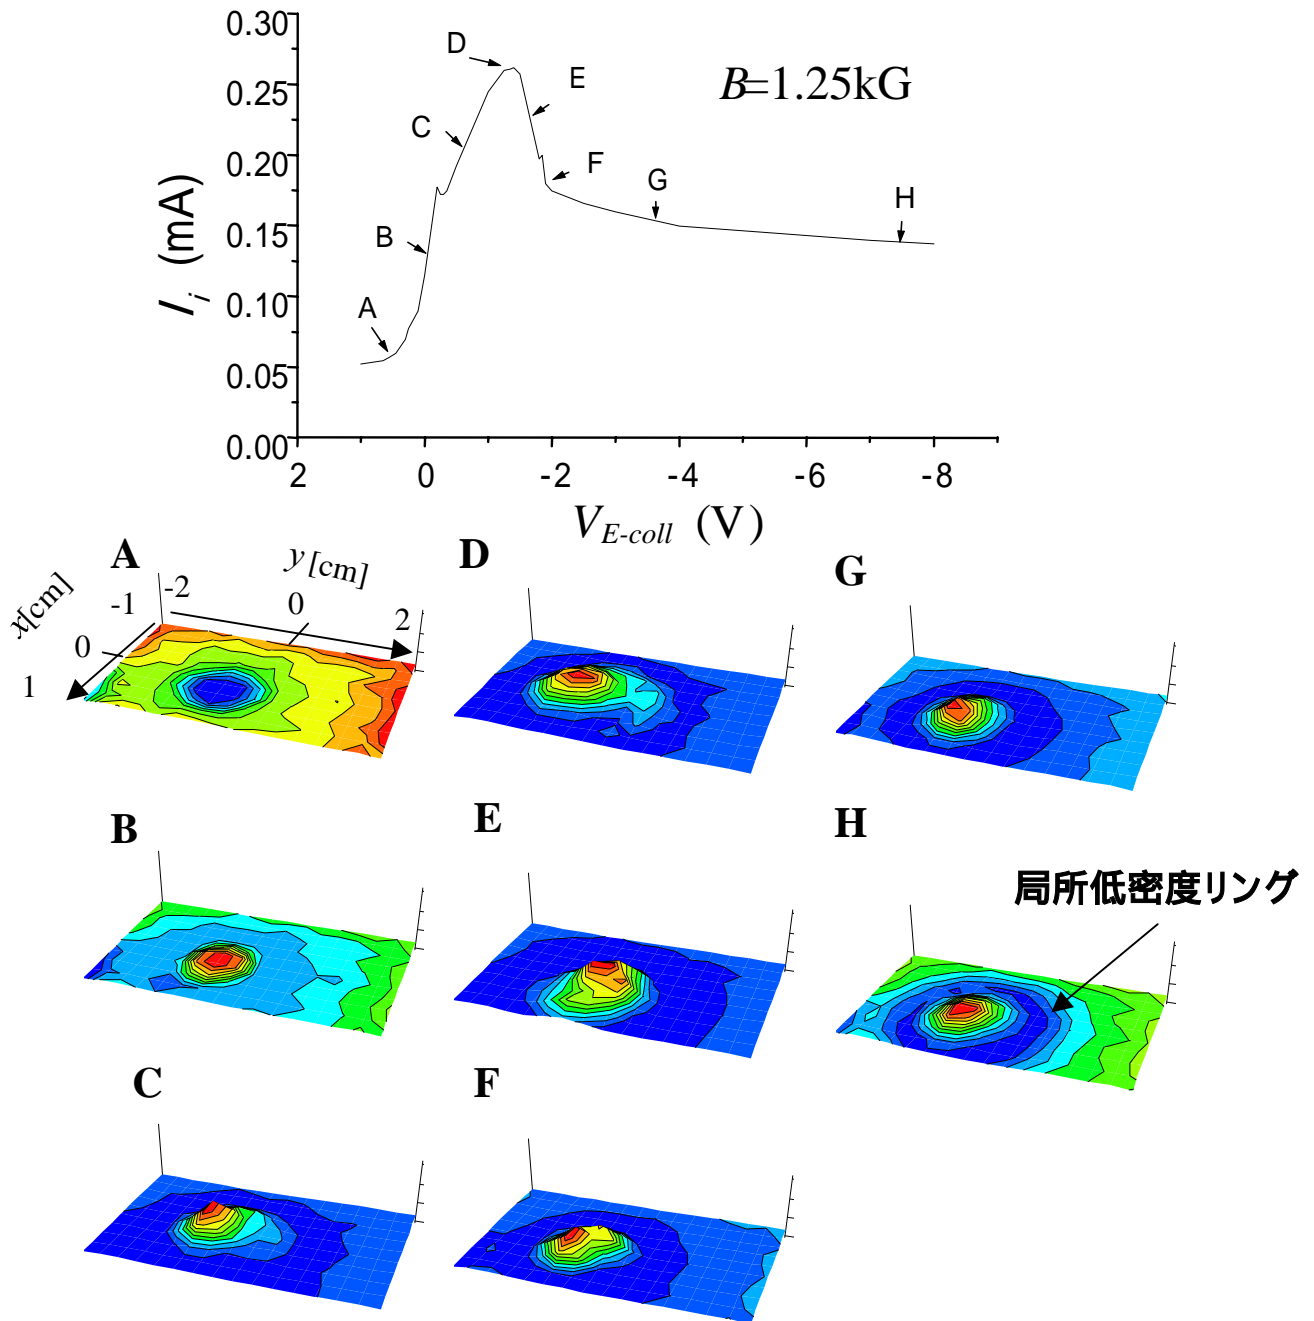 0.30
0.25
0.20
0.15
0.10
0.05
0.00
I_i (mA)
B=1.25kG
A
B
C
D
E
F
G
H
2 0 -2 -4 -6 -8
V_{E-coll} (V)
A
x[cm]
-1
0
1
y[cm]
-2
0
2
D
G
B
E
H
局所低密度リング
C
F